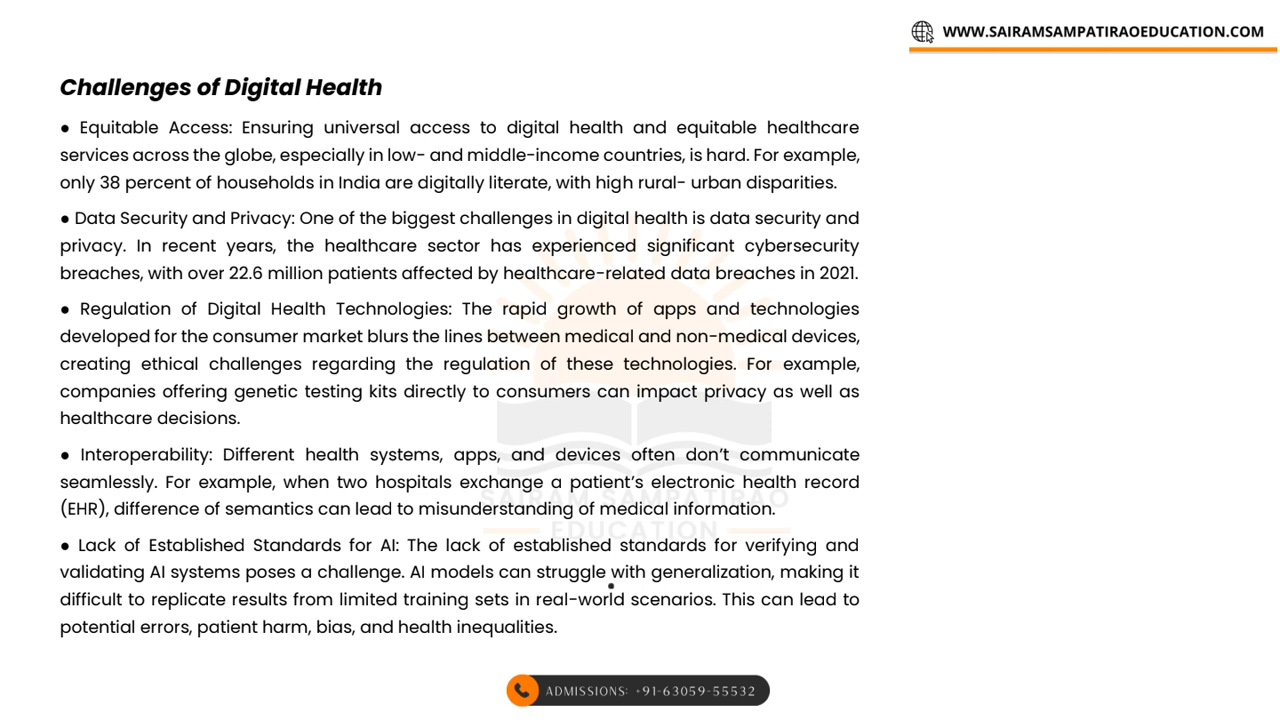 WWW.SAIRAMSAMPATIRAOEDUCATION.COM
Challenges of Digital Health
● Equitable Access: Ensuring universal access to digital health and equitable healthcare
services across the globe, especially in low- and middle-income countries, is hard. For example,
only 38 percent of households in India are digitally literate, with high rural- urban disparities.
● Data Security and Privacy: One of the biggest challenges in digital health is data security and
privacy. In recent years, the healthcare sector has experienced significant cybersecurity
breaches, with over 22.6 million patients affected by healthcare-related data breaches in 2021.
● Regulation of Digital Health Technologies: The rapid growth of apps and technologies
developed for the consumer market blurs the lines between medical and non-medical devices,
creating ethical challenges regarding the regulation of these technologies. For example,
companies offering genetic testing kits directly to consumers can impact privacy as well as
healthcare decisions.
● Interoperability: Different health systems, apps, and devices often don’t communicate
seamlessly. For example, when two hospitals exchange a patient’s electronic health record
(EHR), difference of semantics can lead to misunderstanding of medical information.
SAIRAM SAMPATIRAO
EDUCATION
● Lack of Established Standards for AI: The lack of established standards for verifying and
validating AI systems poses a challenge. AI models can struggle with generalization, making it
difficult to replicate results from limited training sets in real-world scenarios. This can lead to
potential errors, patient harm, bias, and health inequalities.
ADMISSIONS: +91-63059-55532